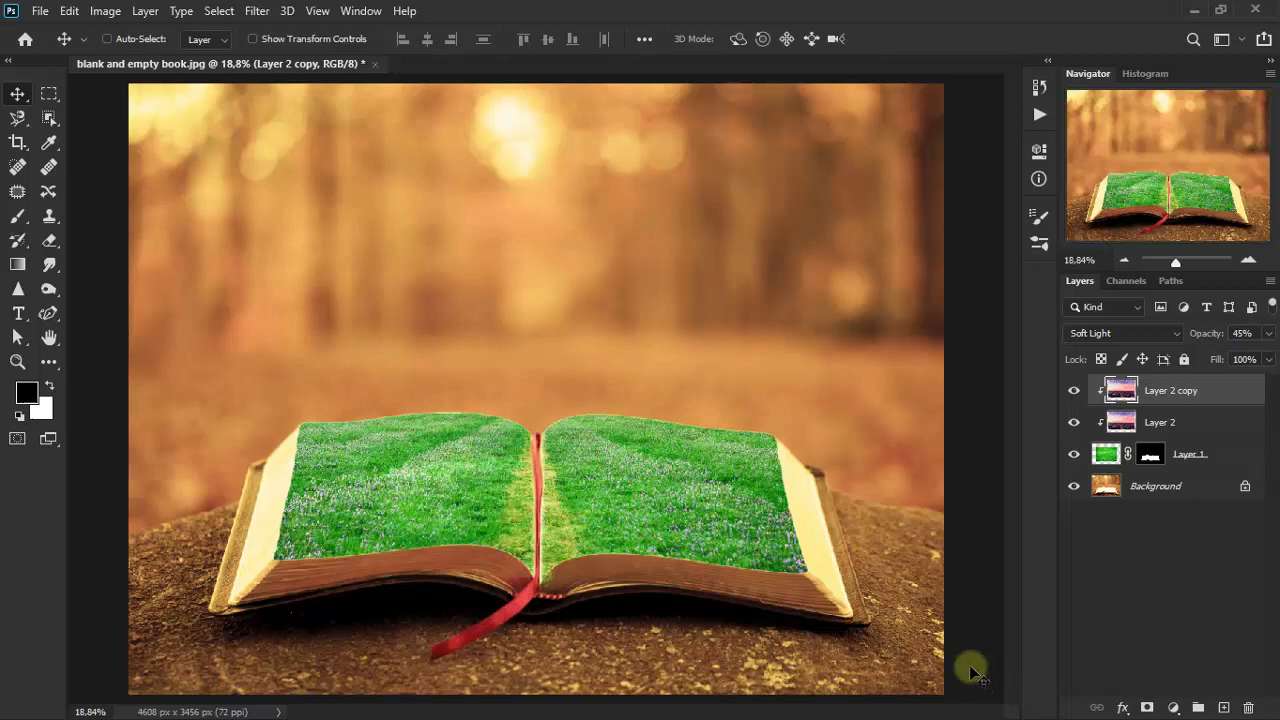 Ps File Edit Image Layer Type Select Filter 3D View Window Help
Auto-Select: Layer Show Transform Controls 3D Mode:
blank and empty book.jpg @ 18,8% (Layer 2 copy, RGB/8) *
Navigator Histogram
18,84%
Layers Channels Paths
Kind
Soft Light Opacity: 45%
Lock: Fill: 100%
Layer 2 copy
Layer 2
Layer 1
Background
18,84% 4608 px x 3456 px (72 ppi)